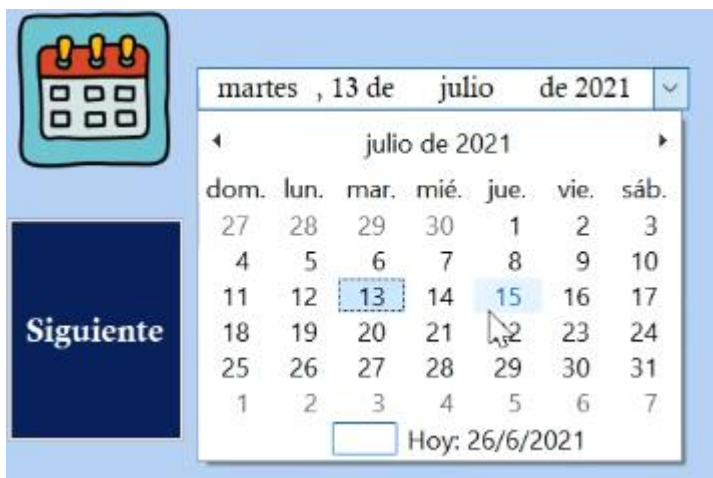 martes , 13 de julio de 2021
julio de 2021
dom. lun. mar. mié. jue. vie. sáb.
27 28 29 30 1 2 3
4 5 6 7 8 9 10
11 12 13 14 15 16 17
Siguiente
18 19 20 21 22 23 24
25 26 27 28 29 30 31
1 2 3 4 5 6 7
Hoy: 26/6/2021